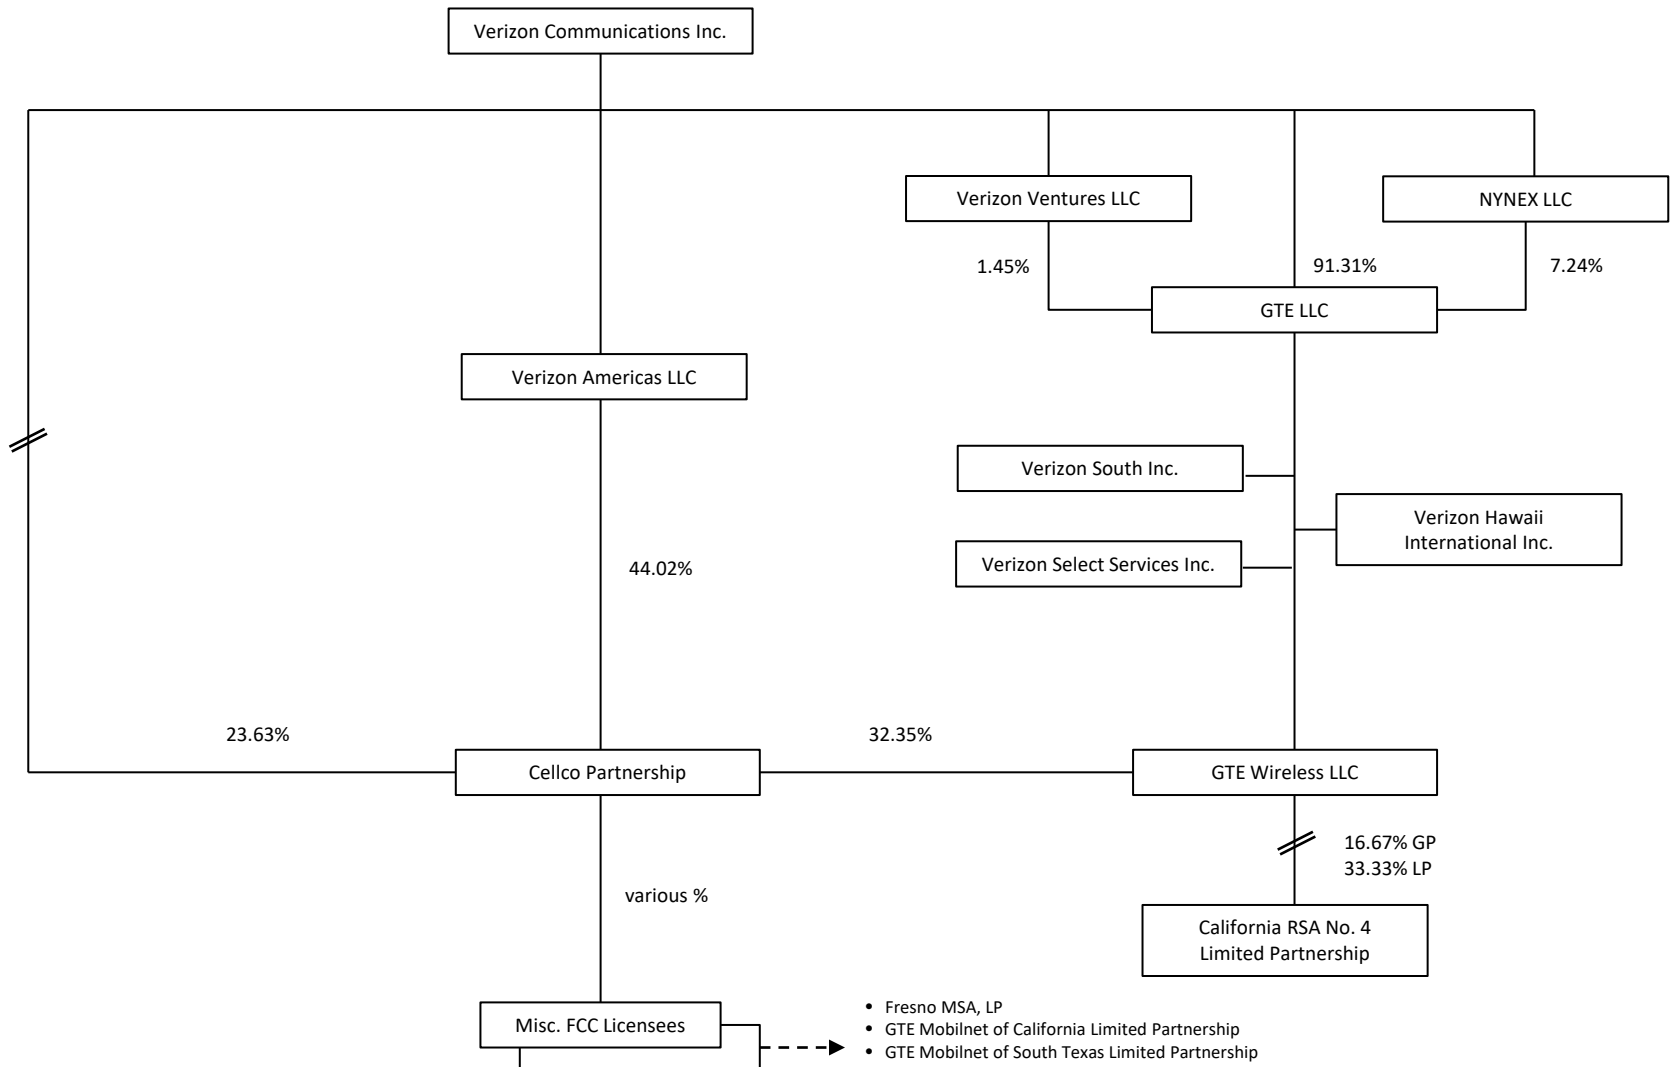 Verizon Communications Inc.
Verizon Ventures LLC
NYNEX LLC
1.45%
91.31%
7.24%
GTE LLC
Verizon Americas LLC
Verizon South Inc.
Verizon Hawaii
International Inc.
Verizon Select Services Inc.
44.02%
23.63%
32.35%
Cellco Partnership
GTE Wireless LLC
16.67% GP
33.33% LP
various %
California RSA No. 4
Limited Partnership
Misc. FCC Licensees
• Fresno MSA, LP
• GTE Mobilnet of California Limited Partnership
• GTE Mobilnet of South Texas Limited Partnership